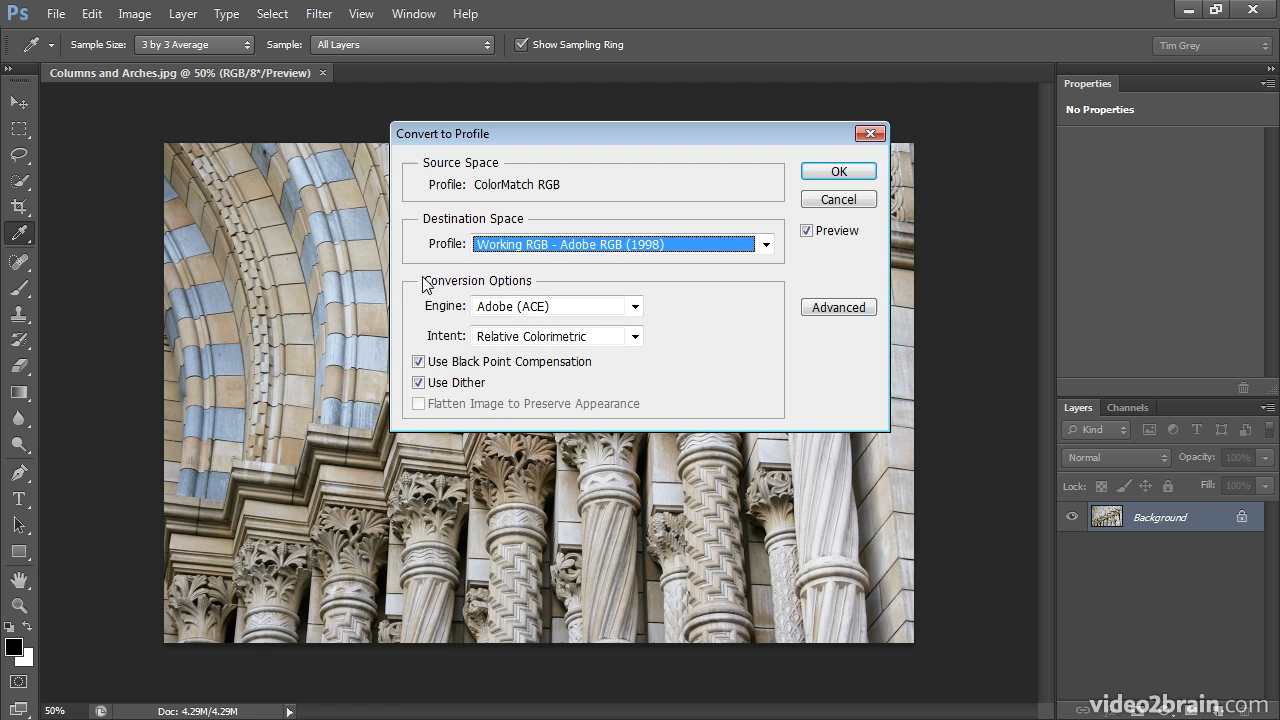 Ps File Edit Image Layer Type Select Filter View Window Help
Sample Size: 3 by 3 Average Sample: All Layers Show Sampling Ring Tim Grey
Columns and Arches.jpg @ 50% (RGB/8*/Preview) ×
Properties
No Properties
Convert to Profile
Source Space
Profile: ColorMatch RGB
OK
Cancel
Destination Space
Profile: Working RGB - Adobe RGB (1998)
Preview
Conversion Options
Engine: Adobe (ACE)
Advanced
Intent: Relative Colorimetric
Use Black Point Compensation
Use Dither
Flatten Image to Preserve Appearance
Layers Channels
Kind
Normal Opacity: 100%
Lock: Fill: 100%
Background
50% Doc: 4.29M/4.29M
video2brain.com